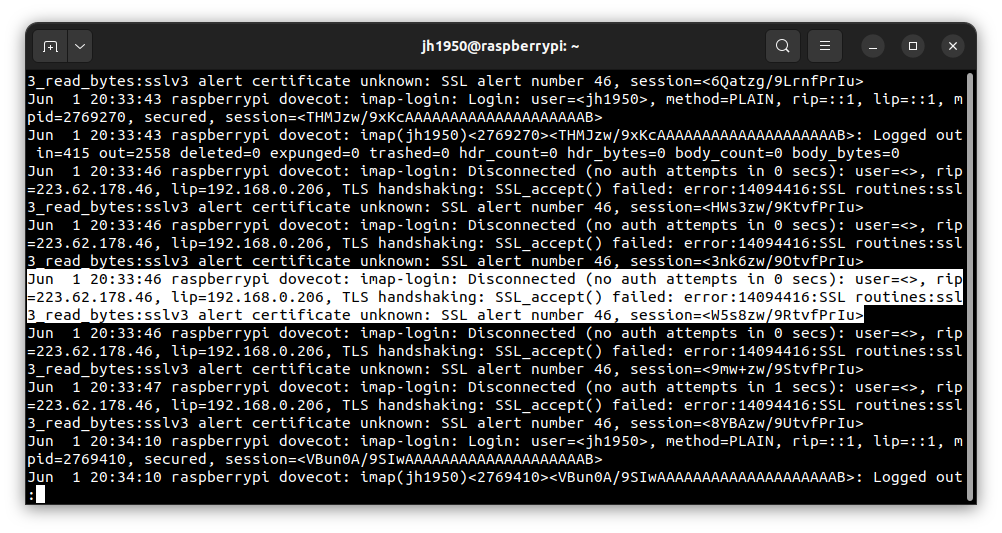 jh1950@raspberrypi: ~
3_read_bytes:sslv3 alert certificate unknown: SSL alert number 46, session=<6Qatzg/9LrnfPrIu>
Jun  1 20:33:43 raspberrypi dovecot: imap-login: Login: user=<jh1950>, method=PLAIN, rip=::1, lip=::1, m
pid=2769270, secured, session=<THMJzw/9xKcAAAAAAAAAAAAAAAAAAAAB>
Jun  1 20:33:43 raspberrypi dovecot: imap(jh1950)<2769270><THMJzw/9xKcAAAAAAAAAAAAAAAAAAAAB>: Logged out
 in=415 out=2558 deleted=0 expunged=0 trashed=0 hdr_count=0 hdr_bytes=0 body_count=0 body_bytes=0
Jun  1 20:33:46 raspberrypi dovecot: imap-login: Disconnected (no auth attempts in 0 secs): user=<>, rip
=223.62.178.46, lip=192.168.0.206, TLS handshaking: SSL_accept() failed: error:14094416:SSL routines:ssl
3_read_bytes:sslv3 alert certificate unknown: SSL alert number 46, session=<HWs3zw/9KtvfPrIu>
Jun  1 20:33:46 raspberrypi dovecot: imap-login: Disconnected (no auth attempts in 0 secs): user=<>, rip
=223.62.178.46, lip=192.168.0.206, TLS handshaking: SSL_accept() failed: error:14094416:SSL routines:ssl
3_read_bytes:sslv3 alert certificate unknown: SSL alert number 46, session=<3nk6zw/9OtvfPrIu>
Jun  1 20:33:46 raspberrypi dovecot: imap-login: Disconnected (no auth attempts in 0 secs): user=<>, rip
=223.62.178.46, lip=192.168.0.206, TLS handshaking: SSL_accept() failed: error:14094416:SSL routines:ssl
3_read_bytes:sslv3 alert certificate unknown: SSL alert number 46, session=<W5s8zw/9RtvfPrIu>
Jun  1 20:33:46 raspberrypi dovecot: imap-login: Disconnected (no auth attempts in 0 secs): user=<>, rip
=223.62.178.46, lip=192.168.0.206, TLS handshaking: SSL_accept() failed: error:14094416:SSL routines:ssl
3_read_bytes:sslv3 alert certificate unknown: SSL alert number 46, session=<9mw+zw/9StvfPrIu>
Jun  1 20:33:47 raspberrypi dovecot: imap-login: Disconnected (no auth attempts in 1 secs): user=<>, rip
=223.62.178.46, lip=192.168.0.206, TLS handshaking: SSL_accept() failed: error:14094416:SSL routines:ssl
3_read_bytes:sslv3 alert certificate unknown: SSL alert number 46, session=<8YBAzw/9UtvfPrIu>
Jun  1 20:34:10 raspberrypi dovecot: imap-login: Login: user=<jh1950>, method=PLAIN, rip=::1, lip=::1, m
pid=2769410, secured, session=<VBun0A/9SIwAAAAAAAAAAAAAAAAAAAAB>
Jun  1 20:34:10 raspberrypi dovecot: imap(jh1950)<2769410><VBun0A/9SIwAAAAAAAAAAAAAAAAAAAAB>: Logged out
: